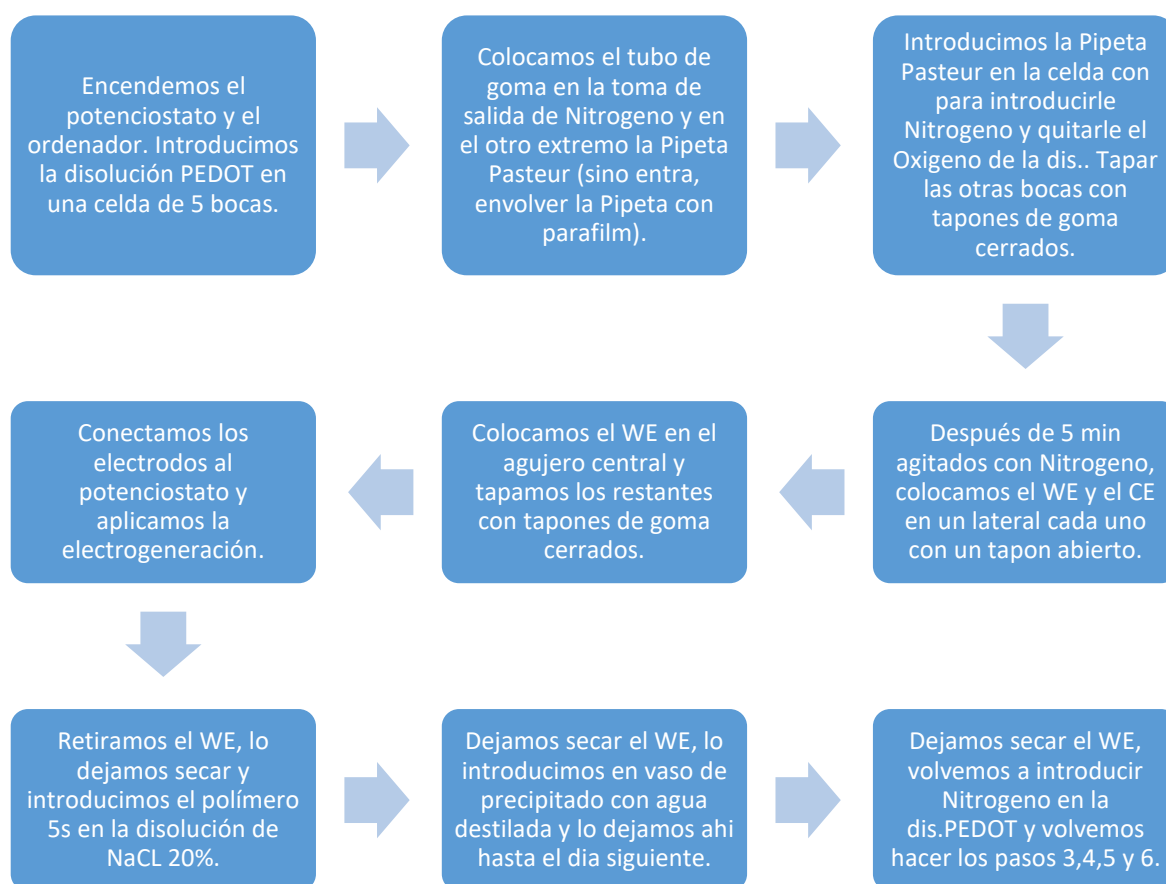 Encendemos el
potenciostato y el
ordenador. Introducimos
la disolución PEDOT en
una celda de 5 bocas.
Colocamos el tubo de
goma en la toma de
salida de Nitrogeno y en
el otro extremo la Pipeta
Pasteur (sino entra,
envolver la Pipeta con
parafilm).
Introducimos la Pipeta
Pasteur en la celda con
para introducirle
Nitrogeno y quitarle el
Oxigeno de la dis.. Tapar
las otras bocas con
tapones de goma
cerrados.
Después de 5 min
agitados con Nitrogeno,
colocamos el WE y el CE
en un lateral cada uno
con un tapon abierto.
Colocamos el WE en el
agujero central y
tapamos los restantes
con tapones de goma
cerrados.
Conectamos los
electrodos al
potenciostato y
aplicamos la
electrogeneración.
Retiramos el WE, lo
dejamos secar y
introducimos el polímero
5s en la disolución de
NaCL 20%.
Dejamos secar el WE, lo
introducimos en vaso de
precipitado con agua
destilada y lo dejamos ahi
hasta el dia siguiente.
Dejamos secar el WE,
volvemos a introducir
Nitrogeno en la
dis.PEDOT y volvemos
hacer los pasos 3,4,5 y 6.